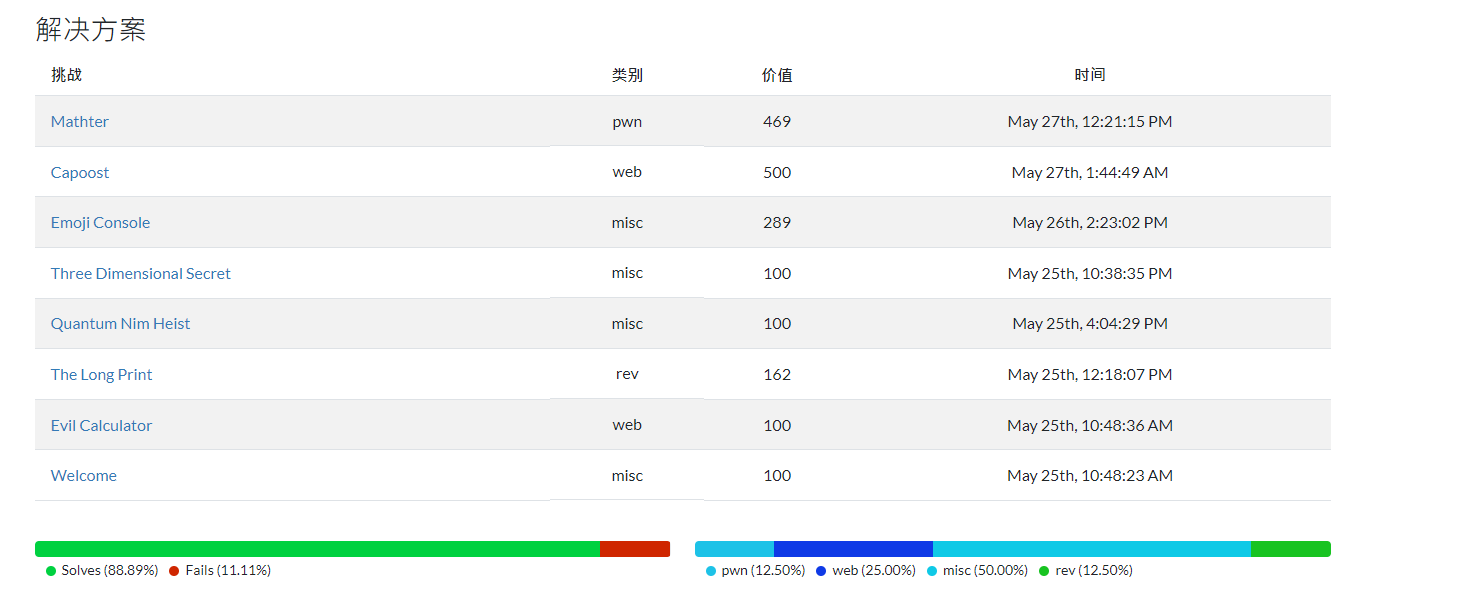 解决方案
挑战 类别 价值 时间
Mathter pwn 469 May 27th, 12:21:15 PM
Capoost web 500 May 27th, 1:44:49 AM
Emoji Console misc 289 May 26th, 2:23:02 PM
Three Dimensional Secret misc 100 May 25th, 10:38:35 PM
Quantum Nim Heist misc 100 May 25th, 4:04:29 PM
The Long Print rev 162 May 25th, 12:18:07 PM
Evil Calculator web 100 May 25th, 10:48:36 AM
Welcome misc 100 May 25th, 10:48:23 AM
Solves (88.89%) Fails (11.11%) pwn (12.50%) web (25.00%) misc (50.00%) rev (12.50%)